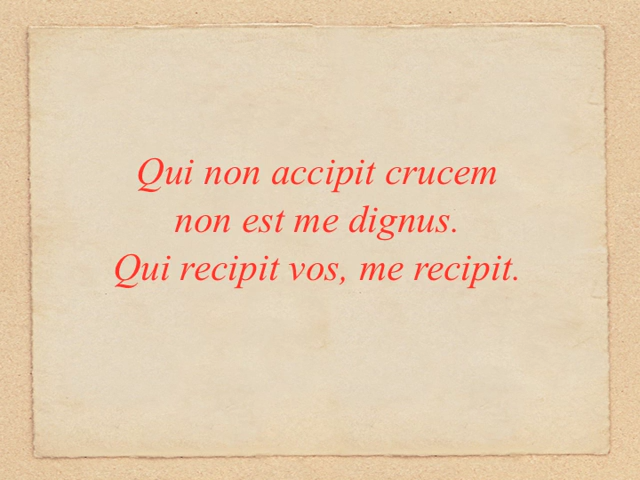 Qui non accipit crucem
non est me dignus.
Qui recipit vos, me recipit.